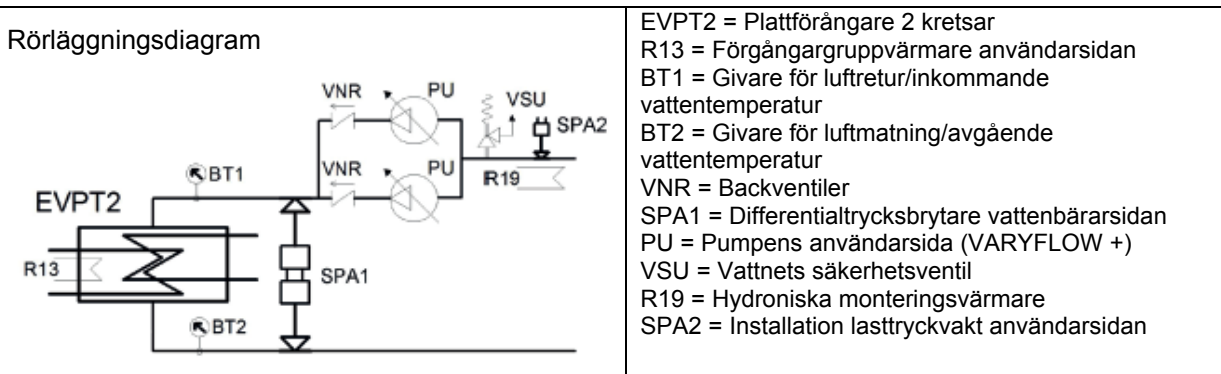 Rörläggningsdiagram
VNR
PU
VSU
SPA2
BT1
VNR
PU
R19
EVPT2
R13
SPA1
BT2
EVPT2 = Plattförångare 2 kretsar
R13 = Förgångargruppvärmare användarsidan
BT1 = Givare för luftretur/inkommande
vattentemperatur
BT2 = Givare för luftmatning/avgående
vattentemperatur
VNR = Backventiler
SPA1 = Differentialtrycksbrytare vattenbärarsidan
PU = Pumpens användarsida (VARYFLOW +)
VSU = Vattnets säkerhetsventil
R19 = Hydroniska monteringsvärmare
SPA2 = Installation lasttryckvakt användarsidan